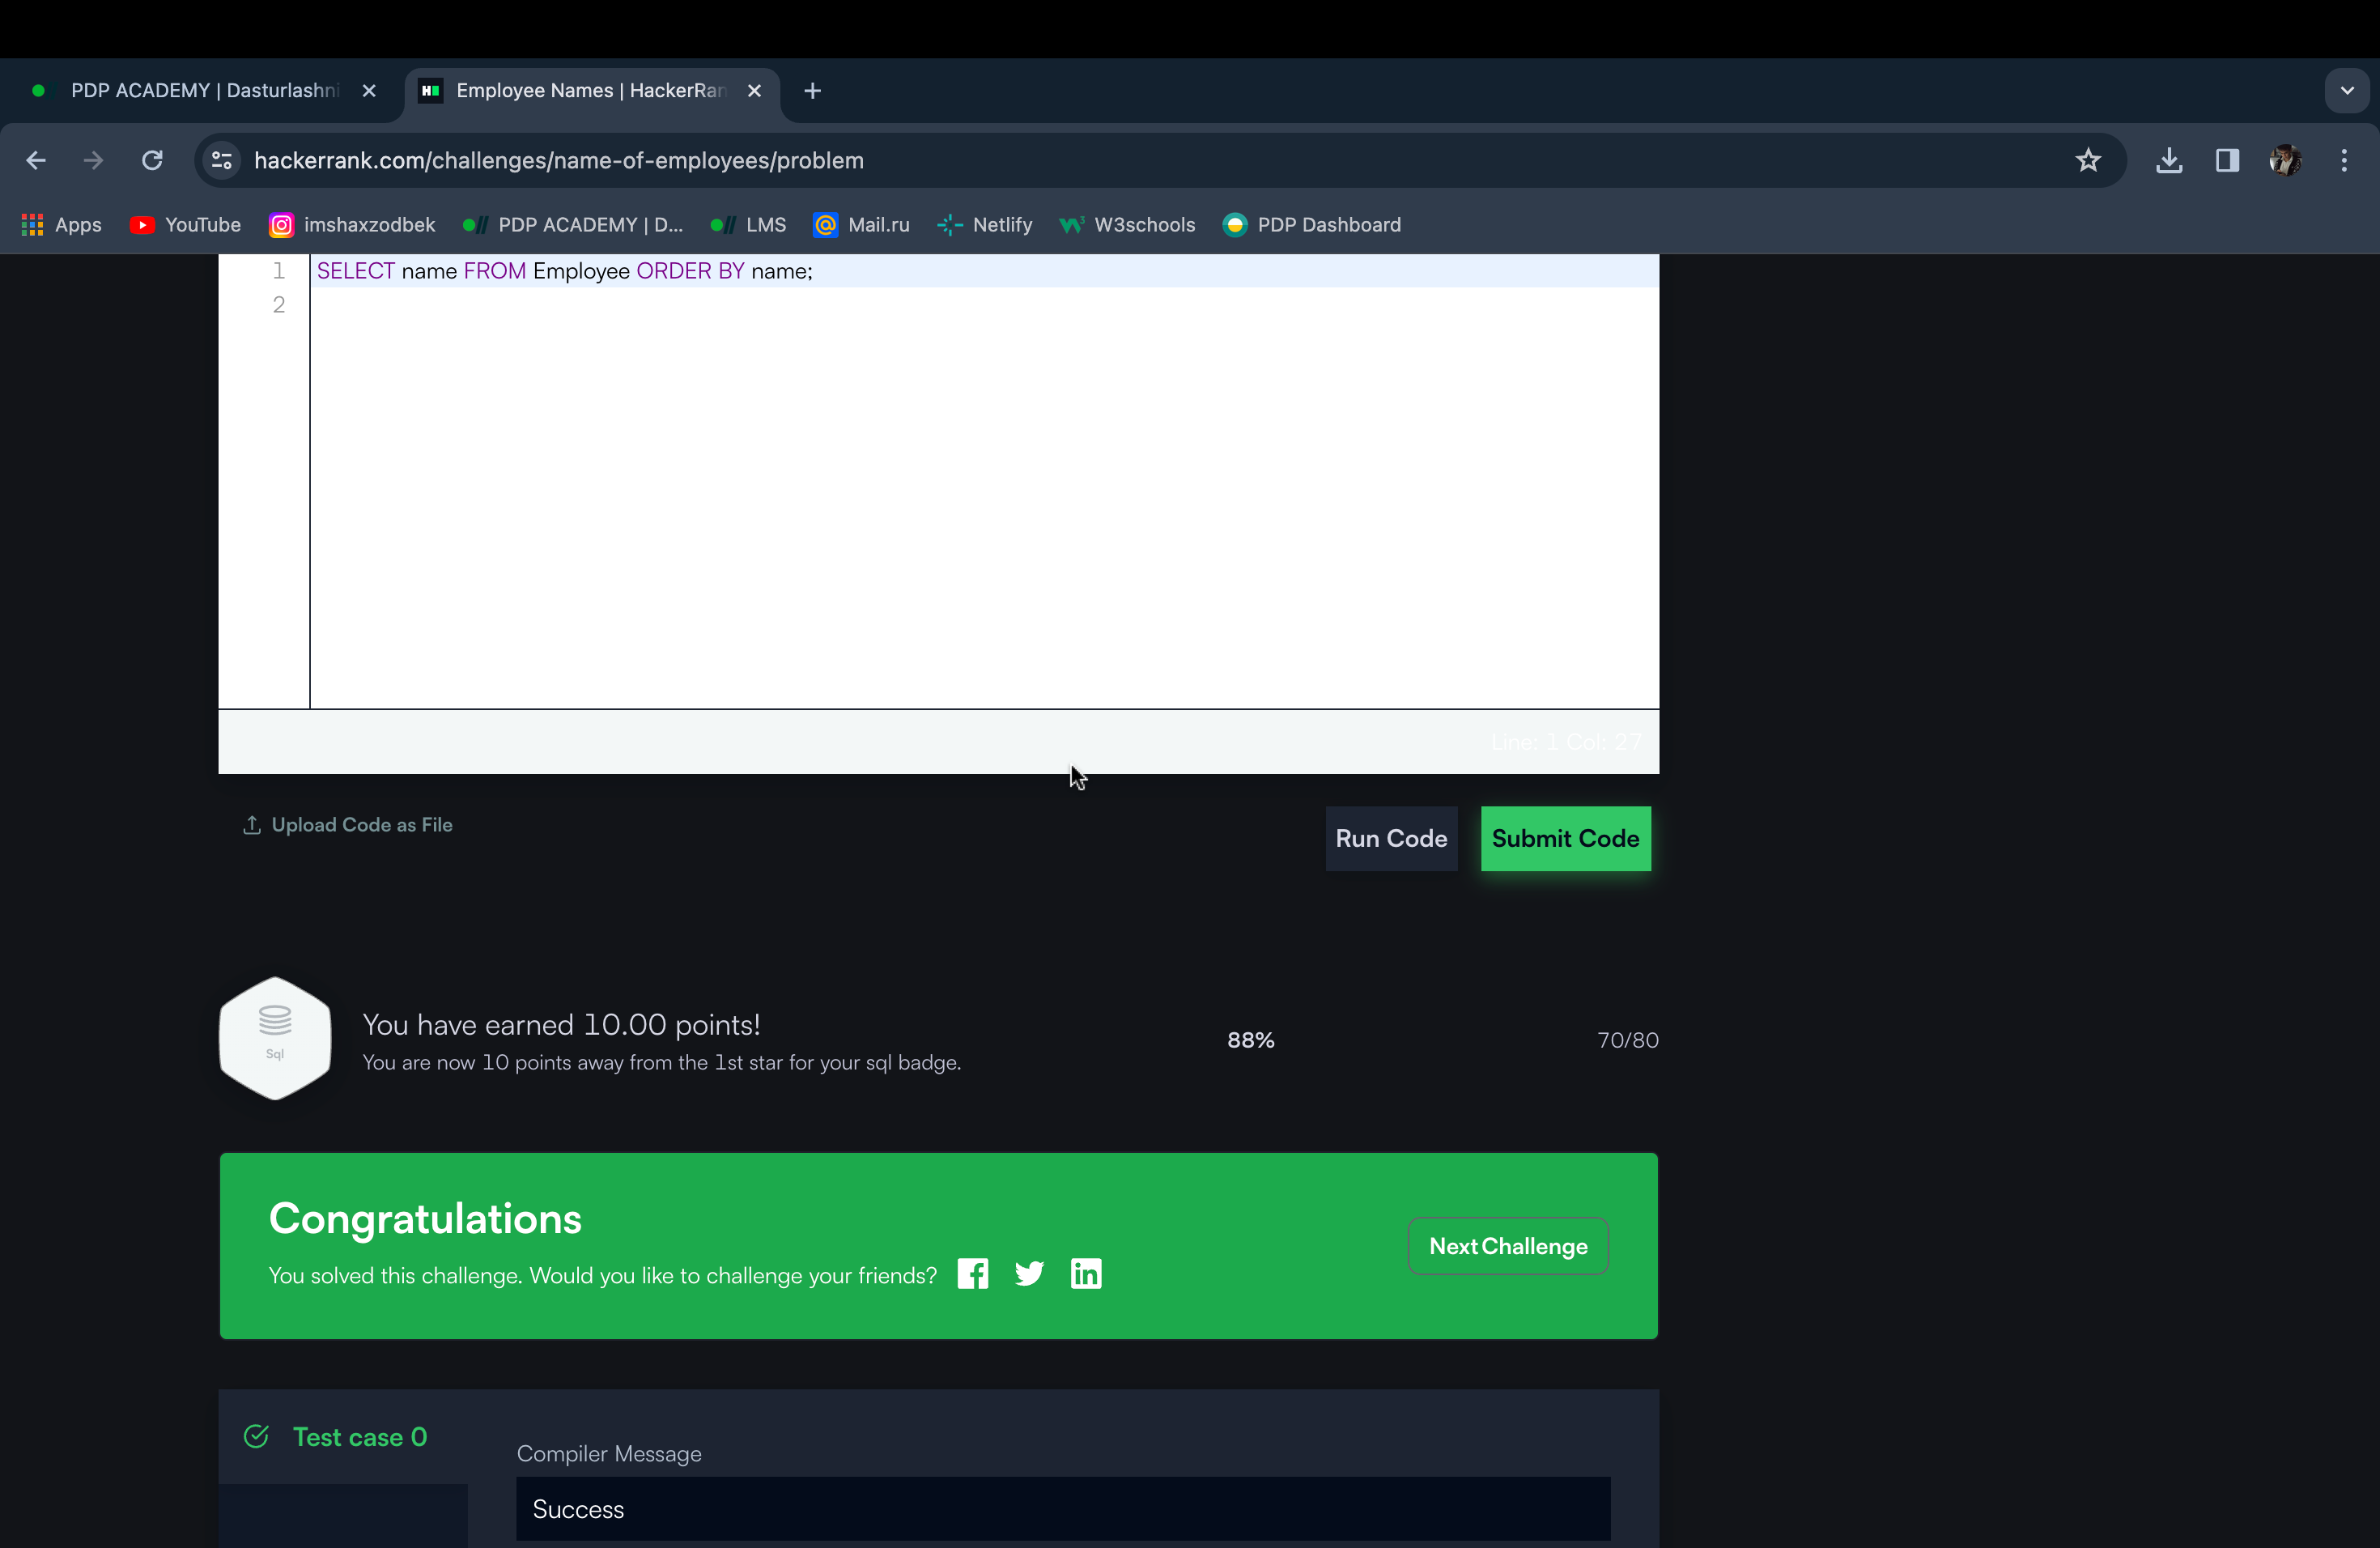 PDP ACADEMY | Dasturlashni
Employee Names | HackerRan
hackerrank.com/challenges/name-of-employees/problem
Apps YouTube imshaxzodbek PDP ACADEMY | D... LMS Mail.ru Netlify W3schools PDP Dashboard
1 SELECT name FROM Employee ORDER BY name;
2
Line: 1 Col: 27
Upload Code as File
Run Code
Submit Code
Sql
You have earned 10.00 points!
You are now 10 points away from the 1st star for your sql badge.
88%
70/80
Congratulations
You solved this challenge. Would you like to challenge your friends?
Next Challenge
Test case 0
Compiler Message
Success